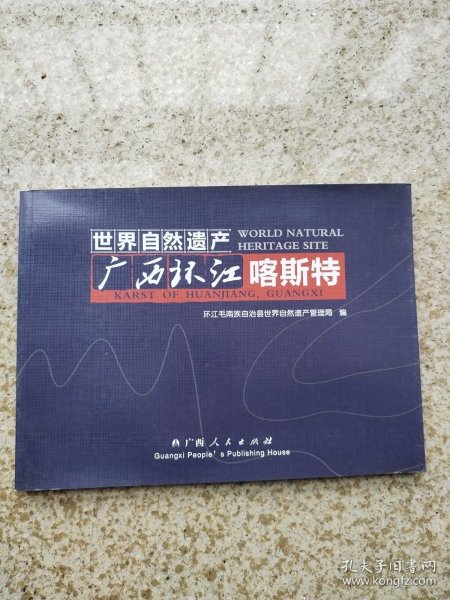 世界自然遗产 WORLD NATURAL
HERITAGE SITE
广西环江 喀斯特
KARST OF HUANJIANG, GUANGXI
环江毛南族自治县世界自然遗产管理局 编
广西人民出版社
Guangxi People's Publishing House
孔夫子旧书网
www.kongfz.com